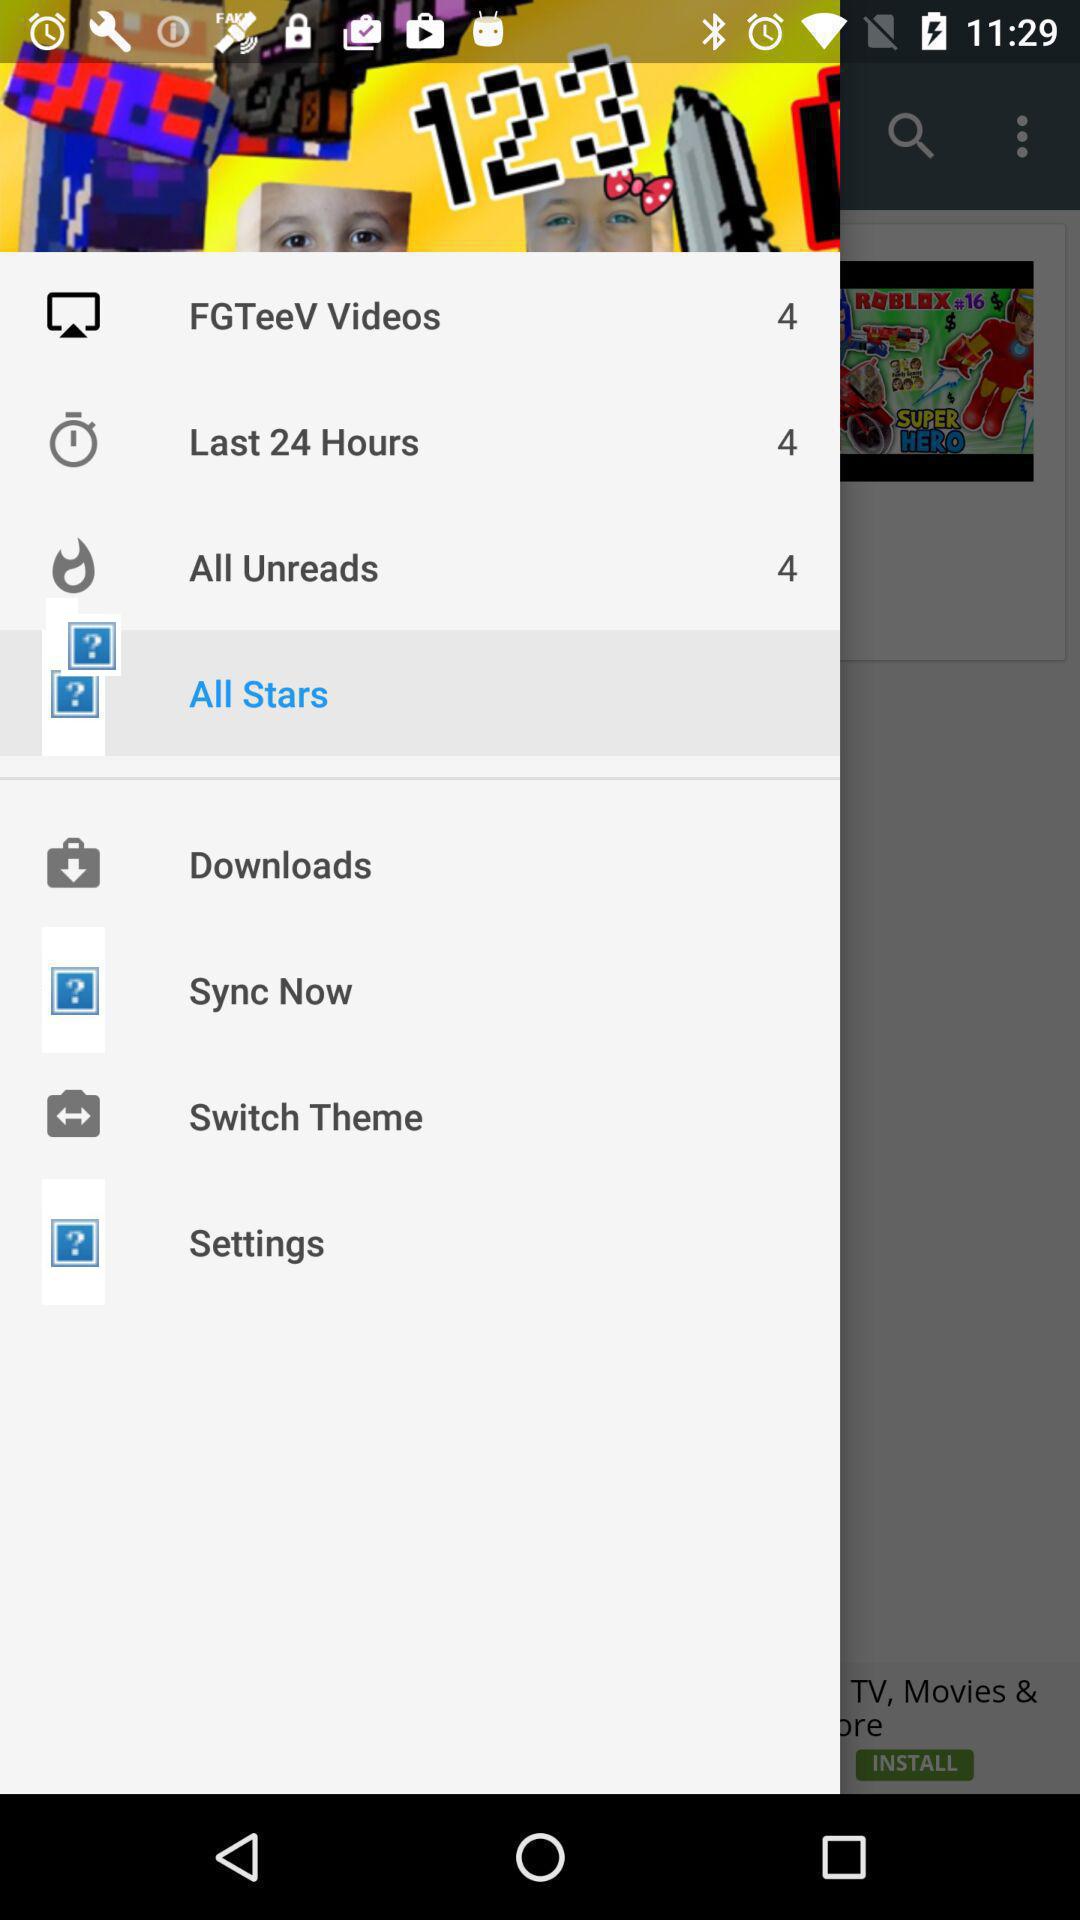 FAKE
11:29
123
FGTeeV Videos 4
Last 24 Hours 4
All Unreads 4
All Stars
Downloads
Sync Now
Switch Theme
Settings
ROBLOX #16
SUPER
HERO
TV, Movies &
ore
INSTALL